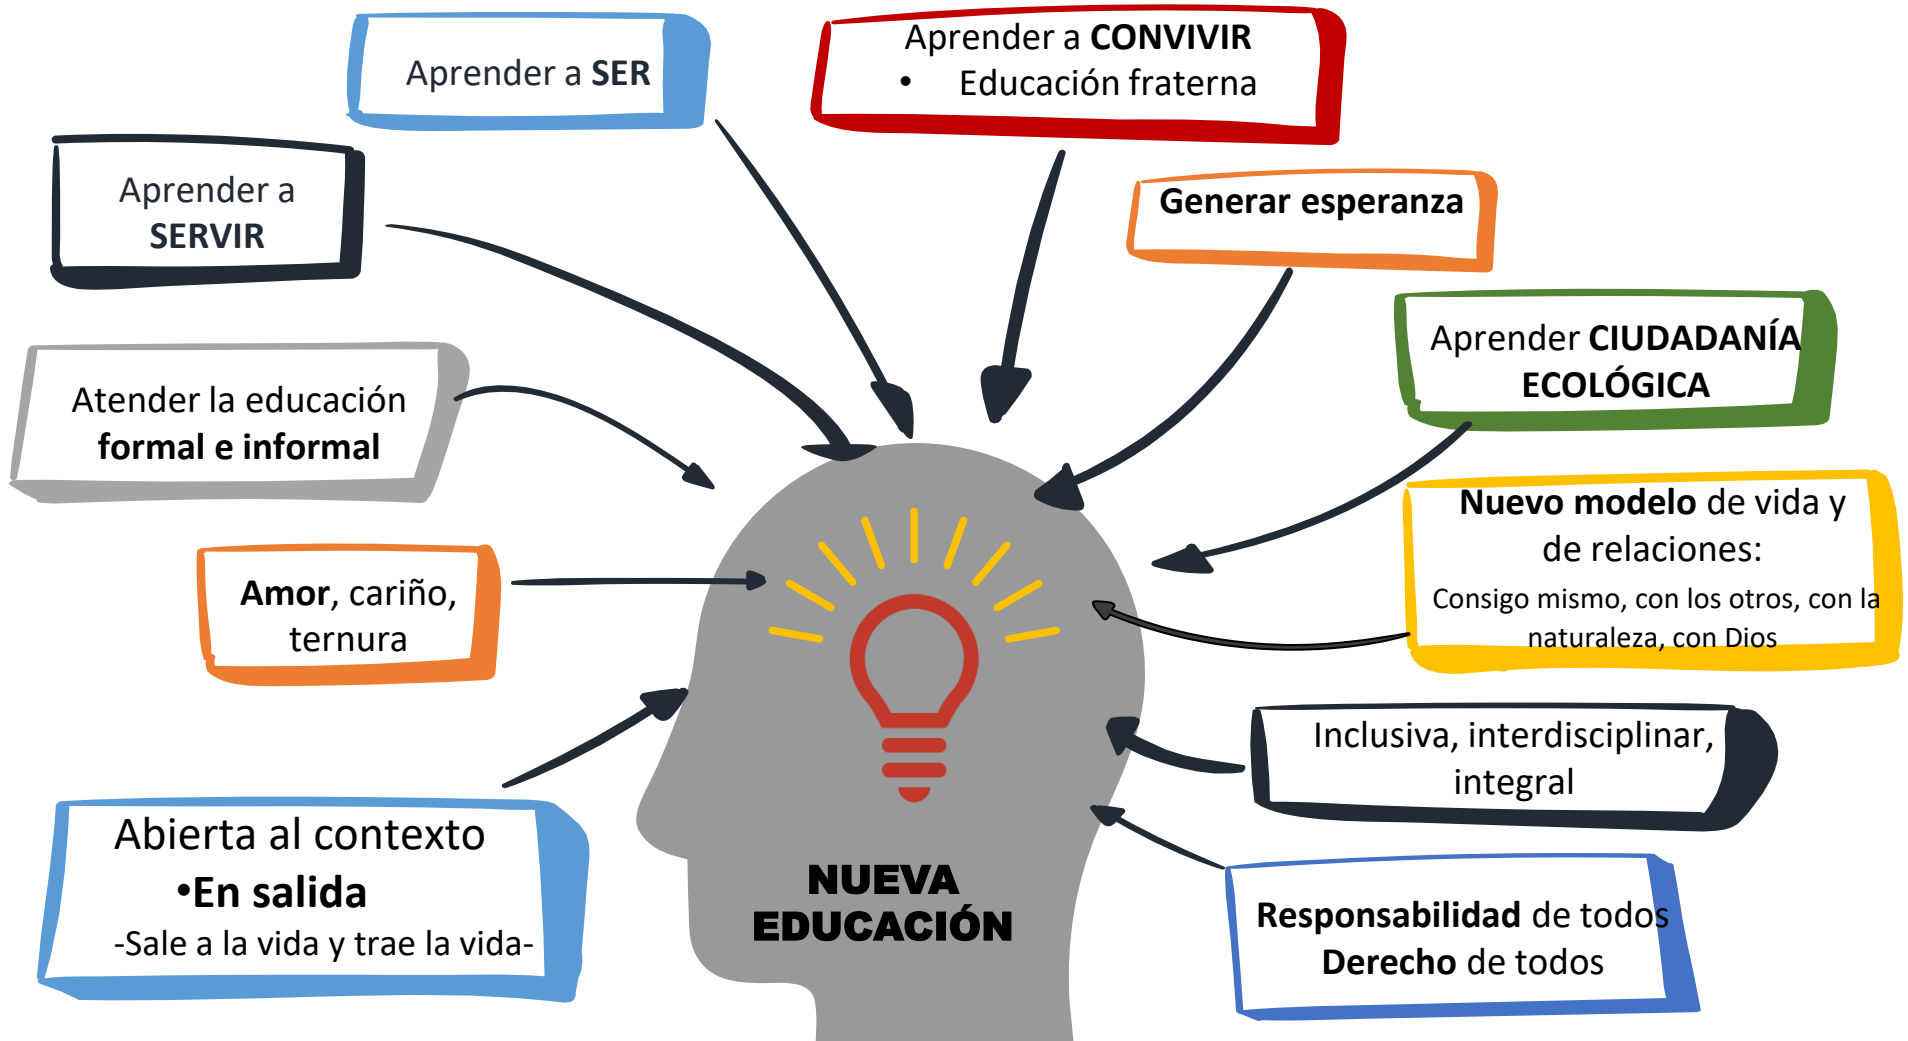 Aprender a SER
Aprender a CONVIVIR
• Educación fraterna
Aprender a
SERVIR
Generar esperanza
Aprender CIUDADANÍA
ECOLÓGICA
Atender la educación
formal e informal
Nuevo modelo de vida y
de relaciones:
Consigo mismo, con los otros, con la
naturaleza, con Dios
Amor, cariño,
ternura
Inclusiva, interdisciplinar,
integral
Abierta al contexto
•En salida
-Sale a la vida y trae la vida-
NUEVA
EDUCACIÓN
Responsabilidad de todos
Derecho de todos